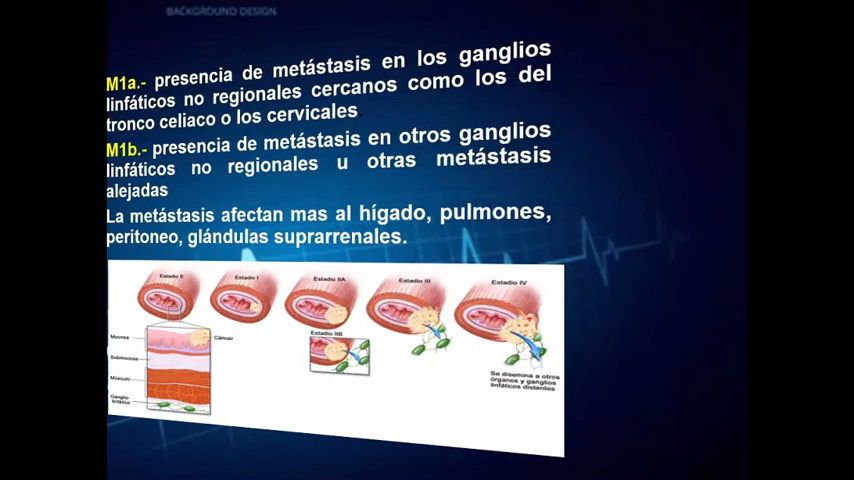 BACKGROUND DESIGN
M1a.- presencia de metástasis en los ganglios
linfáticos no regionales cercanos como los del
tronco celiaco o los cervicales
M1b.- presencia de metástasis en otros ganglios
linfáticos no regionales u otras metástasis
alejadas
La metástasis afectan mas al hígado, pulmones,
peritoneo, glándulas suprarrenales.
Estadio 0
Estadio I
Estadio IIA
Estadio III
Estadio IV
Estadio IIB
Mucosa
Cáncer
Submucosa
Músculo
Ganglio
linfático
Se disemina a otros
órganos y ganglios
linfáticos distantes